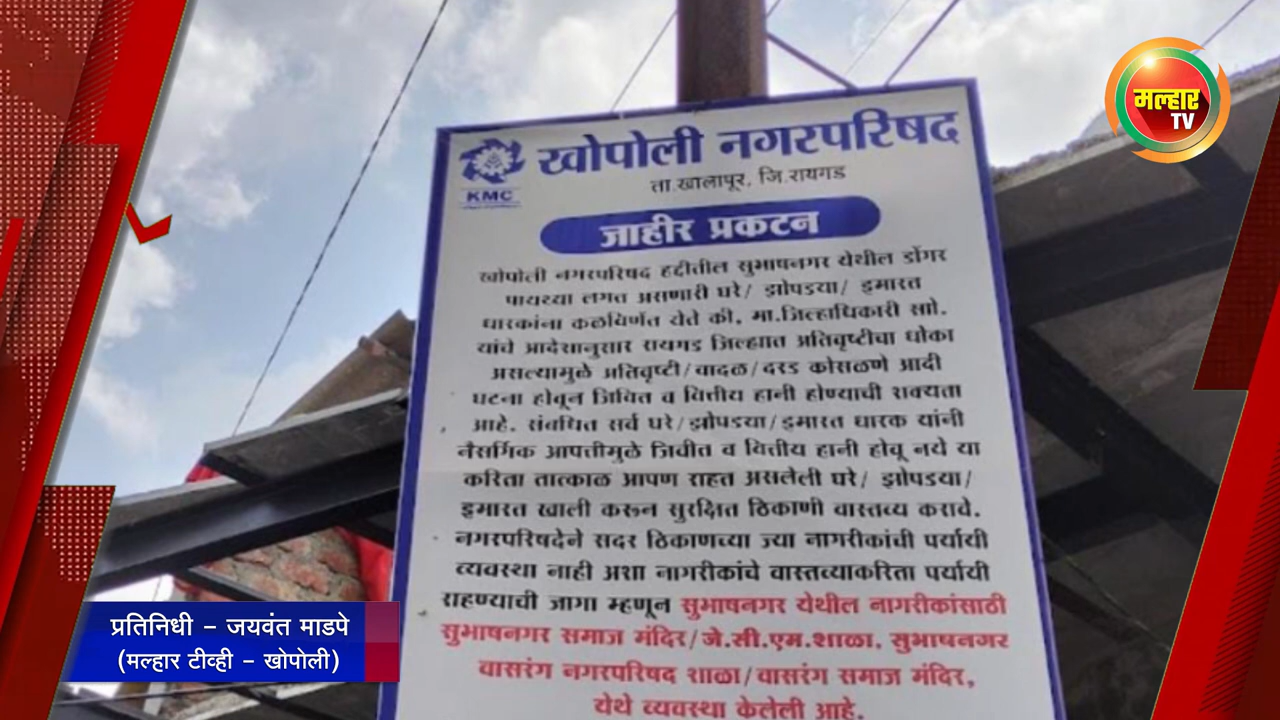 मल्हार
TV
खोपोली नगरपरिषद
KMC
ता.खालापूर, जि.रायगड
जाहीर प्रकटन
खोपोली नगरपरिषद हद्दीतील सुभाषनगर येथील डोंगर
पायथ्या लगत असणारी घरे/ झोपडया/ इमारत
धारकांना कळविणेत येते की, मा.जिल्हाधिकारी साो.
यांचे आदेसानुसार रायगड जिल्ह्यात अतिवृष्टीचा धोका
असल्यामुळे अतिवृष्टी/वादळ/दरड कोसळणे आदी
घटना होवून जिवित व वित्तीय हानी होण्याची शक्यता
आहे. संबधित सर्व घरे/झोपडया/इमारत धारक यांनी
नैसर्गिक आपत्तीमुळे जिवीत व वित्तीय हानी होवू नये या
करिता तात्काळ आपण राहत असलेली घरे/ झोपडया/
इमारत खाली करून सुरक्षित ठिकाणी वास्तव्य करावे.
नगरपरिषदेने सदर ठिकाणच्या ज्या नागरीकांची पर्यायी
व्यवस्था नाही अशा नागरीकांचे वास्तव्याकरिता पर्यायी
राहण्याची जागा म्हणून सुभाषनगर येथील नागरीकांसाठी
सुभाषनगर समाज मंदिर/जे.सी.एम.शाळा, सुभाषनगर
वासरंग नगरपरिषद शाळा/वासरंग समाज मंदिर,
येथे व्यवस्था केलेली आहे.
प्रतिनिधी – जयवंत माडपे
(मल्हार टीव्ही – खोपोली)